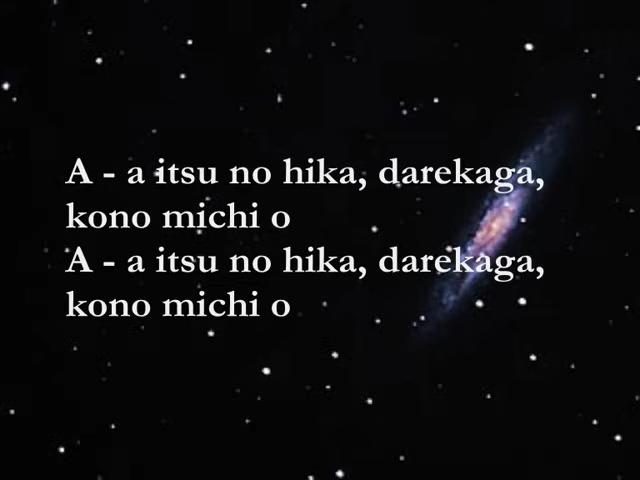 A - a itsu no hika, darekaga,
kono michi o
A - a itsu no hika, darekaga,
kono michi o